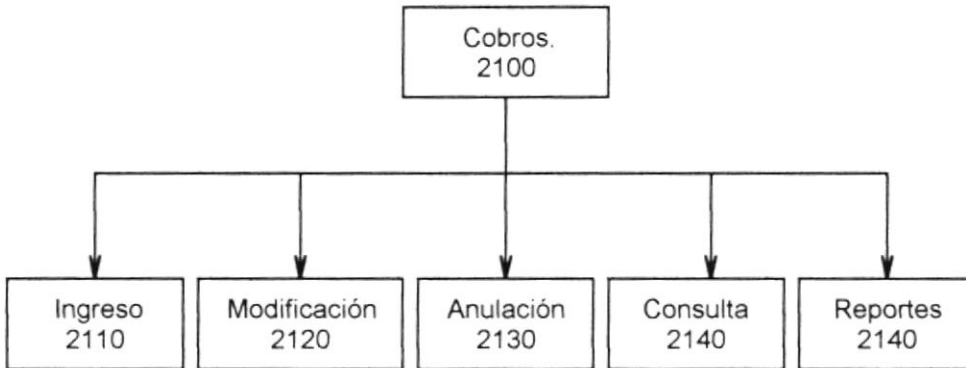 Cobros.
2100
Ingreso
2110
Modificación
2120
Anulación
2130
Consulta
2140
Reportes
2140